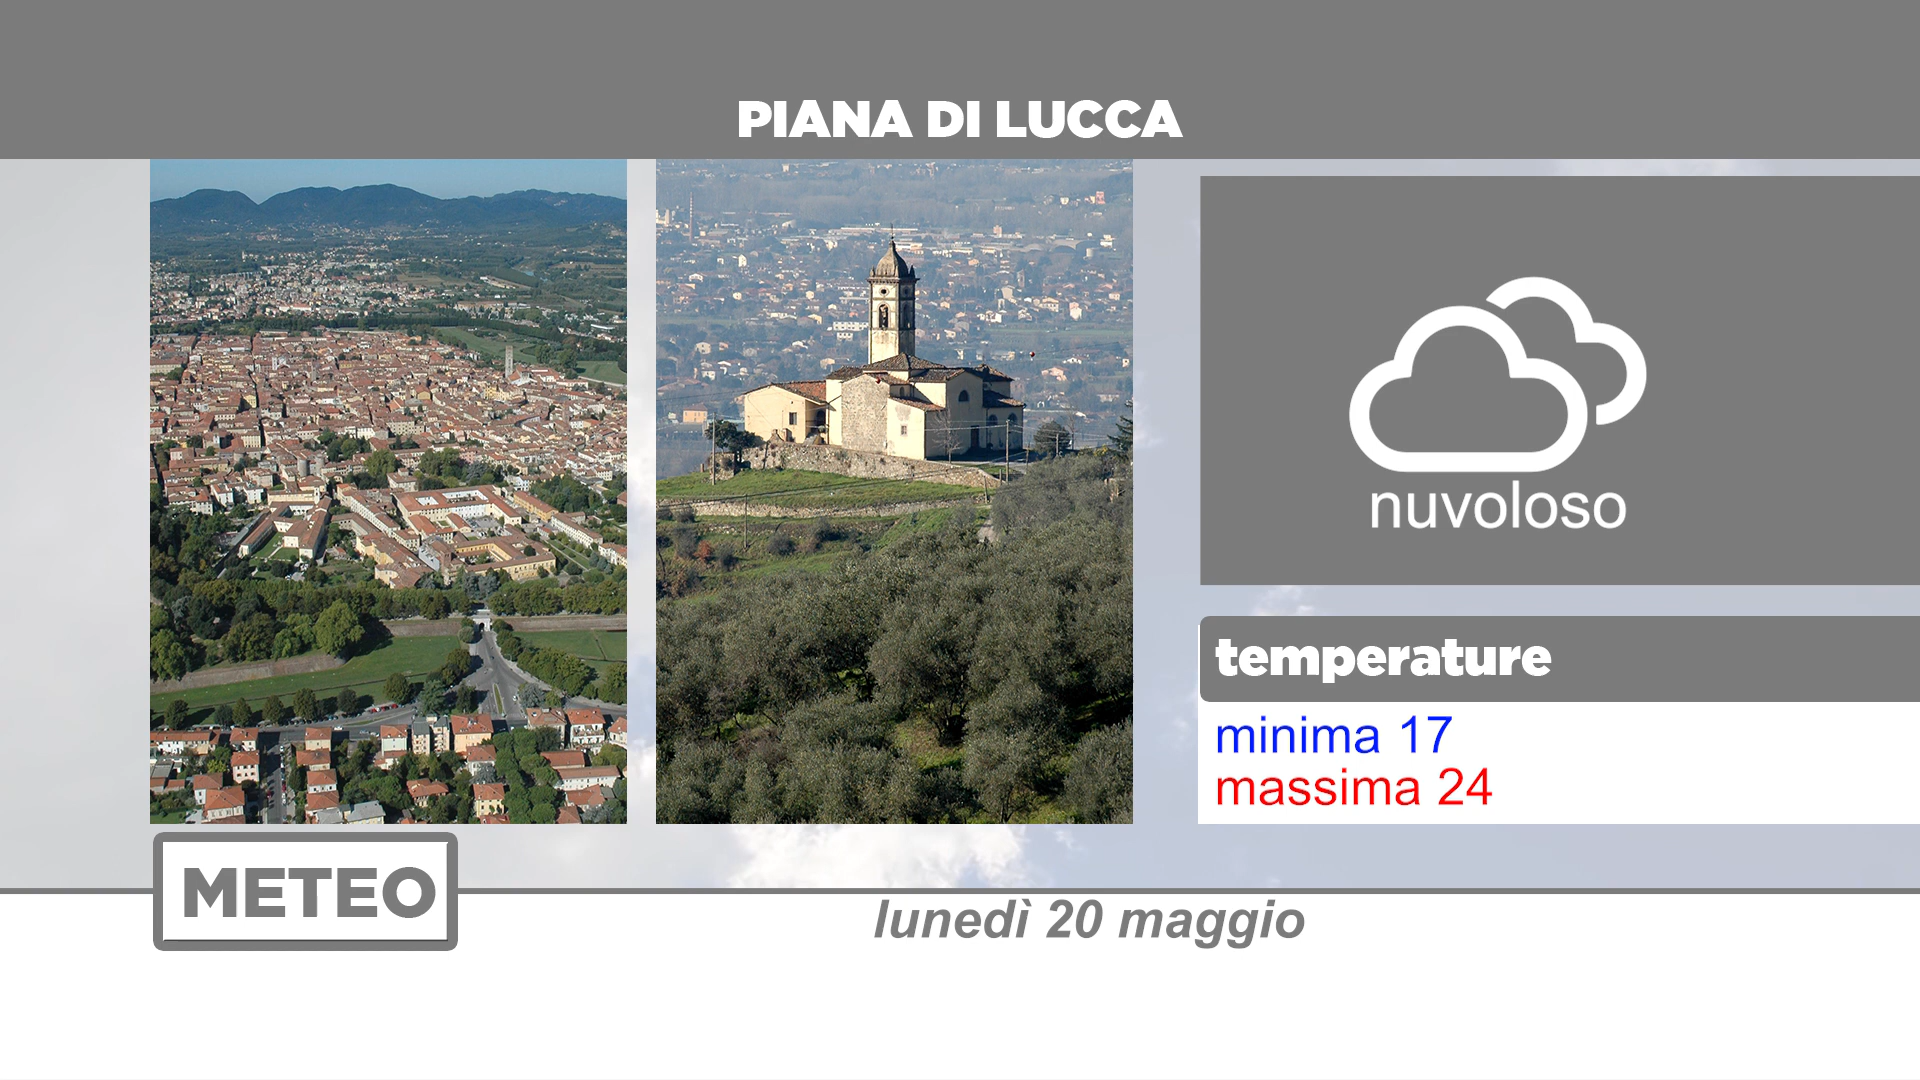 PIANA DI LUCCA
nuvoloso
temperature
minima 17
massima 24
METEO
lunedì 20 maggio